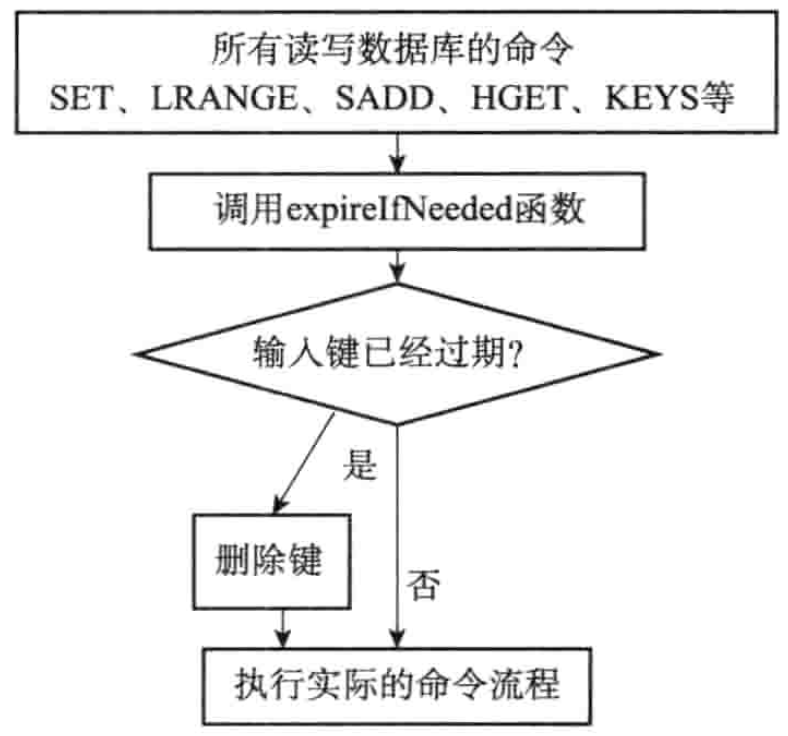 所有读写数据库的命令
SET、LRANGE、SADD、HGET、KEYS等
调用expireIfNeeded函数
输入键已经过期?
是
删除键
否
执行实际的命令流程